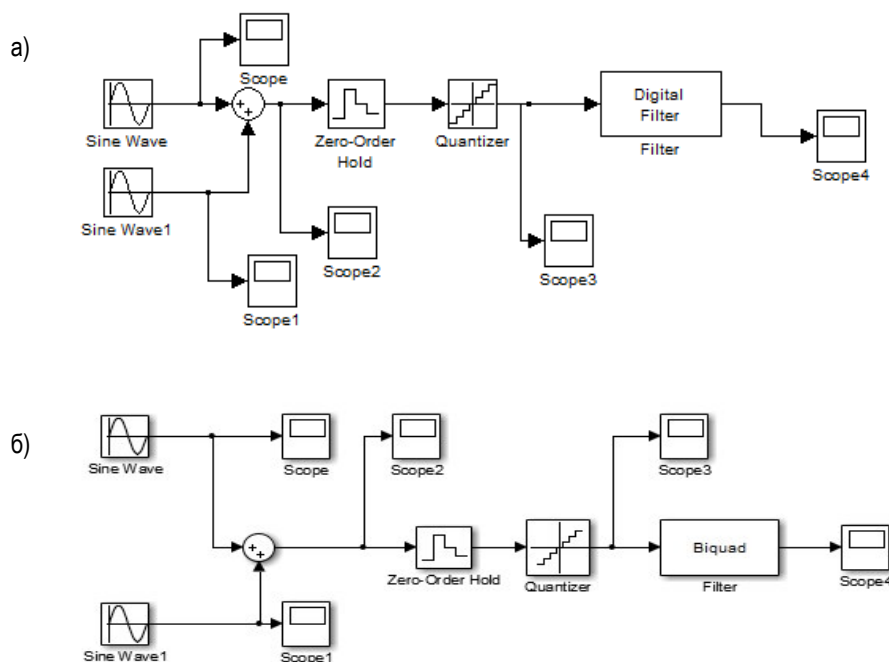 а)
Scope
Sine Wave
Zero-Order
Hold
Quantizer
Digital
Filter
Filter
Scope4
Sine Wave1
Scope2
Scope3
Scope1
б)
Sine Wave
Scope
Scope2
Scope3
Zero-Order Hold
Quantizer
Biquad
Filter
Scope4
Sine Wave1
Scope1